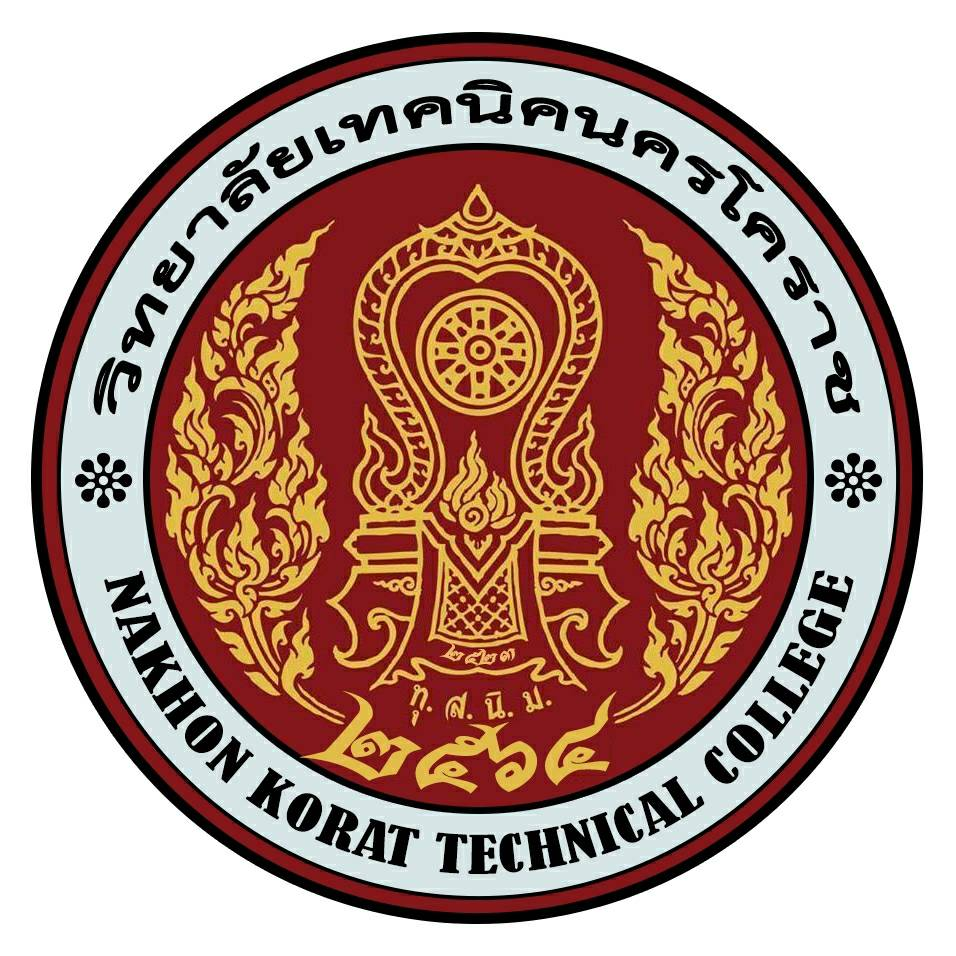 วิทยาลัยเทคนิคนครโคราช
๒๕๒๓
ทุ. ส. นิ. ม.
๒๕๖๔
NAKHON KORAT TECHNICAL COLLEGE